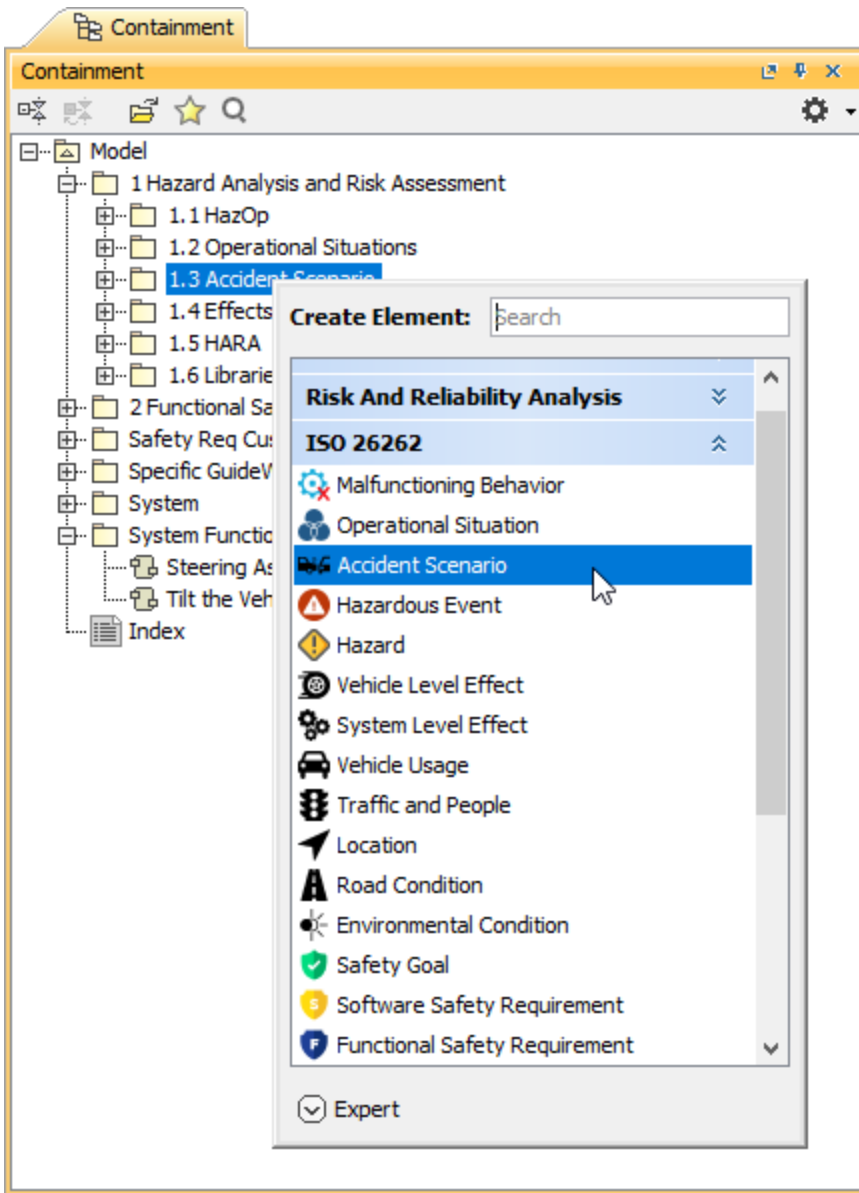 Containment
Containment
Model
1 Hazard Analysis and Risk Assessment
1.1 HazOp
1.2 Operational Situations
1.3 Accident Scenario
1.4 Effects
1.5 HARA
1.6 Librarie
2 Functional Sa
Safety Req Cu
Specific GuideW
System
System Functio
Steering As
Tilt the Veh
Index
Create Element:
Search
Risk And Reliability Analysis
ISO 26262
Malfunctioning Behavior
Operational Situation
Accident Scenario
Hazardous Event
Hazard
Vehicle Level Effect
System Level Effect
Vehicle Usage
Traffic and People
Location
Road Condition
Environmental Condition
Safety Goal
S Software Safety Requirement
F Functional Safety Requirement
Expert